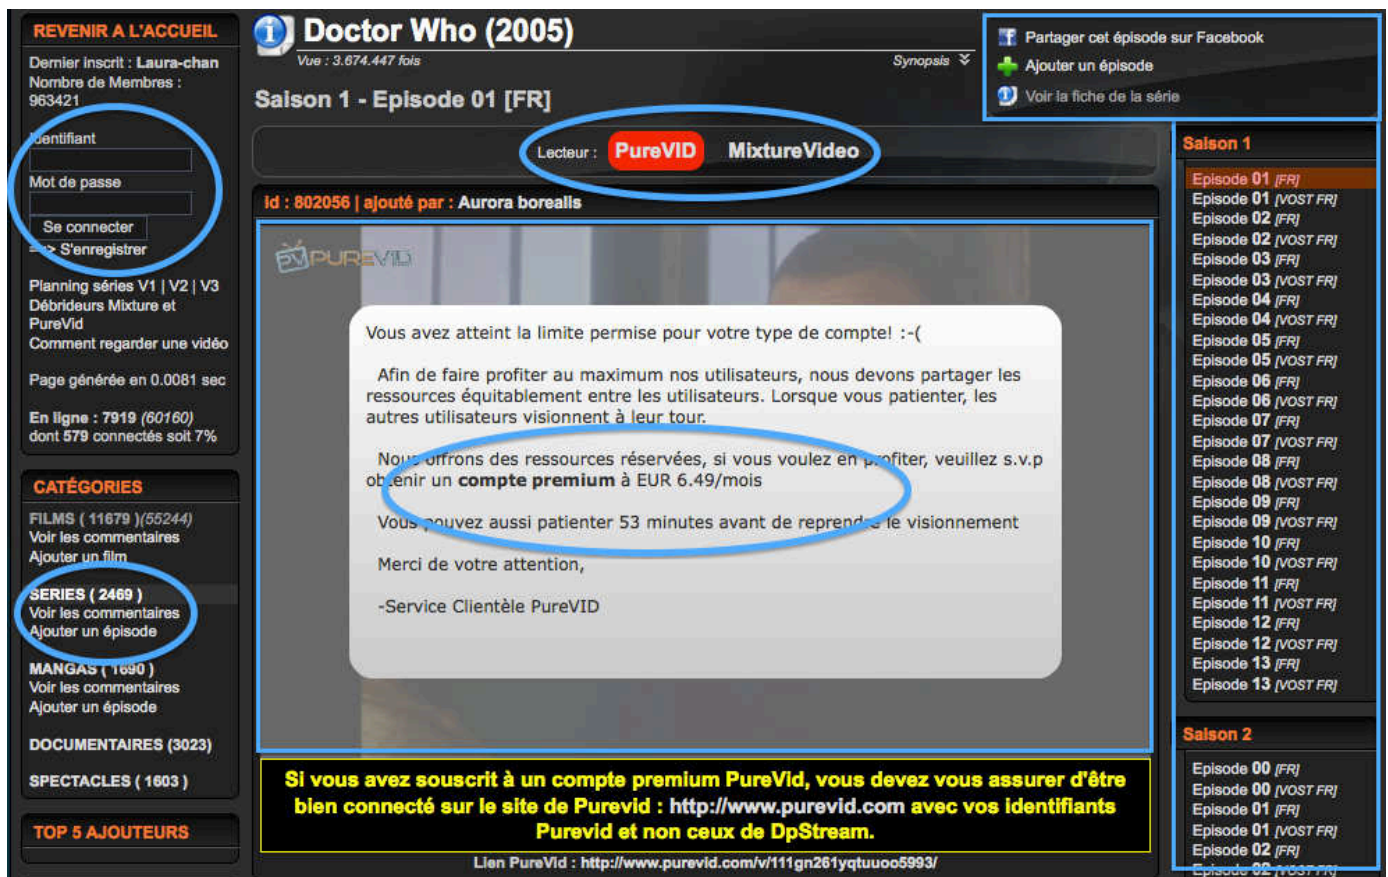 REVENIR A L'ACCUEIL
Dernier inscrit : Laura-chan
Nombre de Membres :
963421
Identifiant
Mot de passe
Se connecter
S'enregistrer
Planning séries V1 | V2 | V3
Débrideurs Mixture et
PureVid
Comment regarder une vidéo
Page générée en 0.0081 sec
En ligne : 7919 (60160)
dont 579 connectés soit 7%
CATÉGORIES
FILMS ( 11679 )(55244)
Voir les commentaires
Ajouter un film
SERIES ( 2469 )
Voir les commentaires
Ajouter un épisode
MANGAS ( 1690 )
Voir les commentaires
Ajouter un épisode
DOCUMENTAIRES (3023)
SPECTACLES ( 1603 )
TOP 5 AJOUTEURS
Doctor Who (2005)
Vue : 3.674.447 fois
Synopsis
Saison 1 - Episode 01 [FR]
Lecteur : PureVID MixtureVideo
Id : 802056 | ajouté par : Aurora borealis
PV PUREVID
Vous avez atteint la limite permise pour votre type de compte! :-(
Afin de faire profiter au maximum nos utilisateurs, nous devons partager les
ressources équitablement entre les utilisateurs. Lorsque vous patienter, les
autres utilisateurs visionnent à leur tour.
Nous offrons des ressources réservées, si vous voulez en profiter, veuillez s.v.p
obtenir un compte premium à EUR 6.49/mois
Vous pouvez aussi patienter 53 minutes avant de reprendre le visionnement
Merci de votre attention,
-Service Clientèle PureVID
Si vous avez souscrit à un compte premium PureVid, vous devez vous assurer d'être
bien connecté sur le site de Purevid : http://www.purevid.com avec vos identifiants
Purevid et non ceux de DpStream.
Lien PureVid : http://www.purevid.com/v/111gn261yqtuuoo5993/
Partager cet épisode sur Facebook
Ajouter un épisode
Voir la fiche de la série
Saison 1
Episode 01 [FR]
Episode 01 [VOST FR]
Episode 02 [FR]
Episode 02 [VOST FR]
Episode 03 [FR]
Episode 03 [VOST FR]
Episode 04 [FR]
Episode 04 [VOST FR]
Episode 05 [FR]
Episode 05 [VOST FR]
Episode 06 [FR]
Episode 06 [VOST FR]
Episode 07 [FR]
Episode 07 [VOST FR]
Episode 08 [FR]
Episode 08 [VOST FR]
Episode 09 [FR]
Episode 09 [VOST FR]
Episode 10 [FR]
Episode 10 [VOST FR]
Episode 11 [FR]
Episode 11 [VOST FR]
Episode 12 [FR]
Episode 12 [VOST FR]
Episode 13 [FR]
Episode 13 [VOST FR]
Saison 2
Episode 00 [FR]
Episode 00 [VOST FR]
Episode 01 [FR]
Episode 01 [VOST FR]
Episode 02 [FR]
Episode 02 [VOST FR]